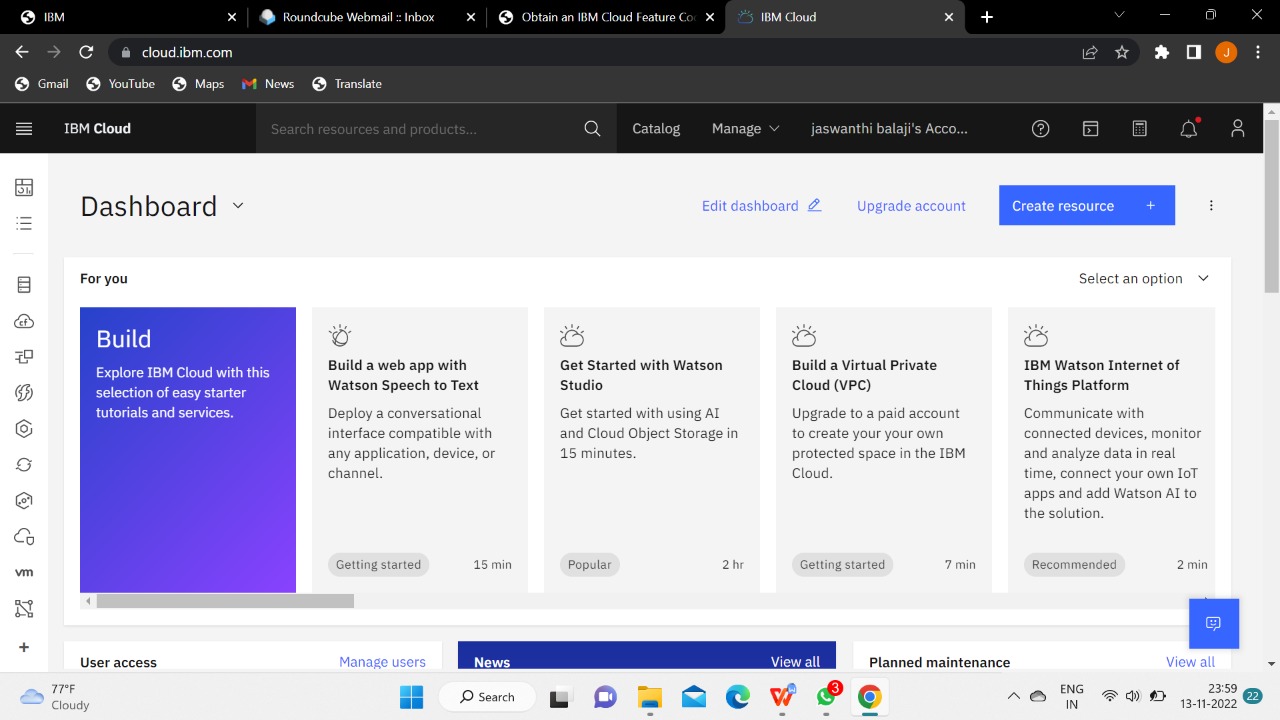 IBM
Roundcube Webmail :: Inbox
Obtain an IBM Cloud Feature Co
IBM Cloud
cloud.ibm.com
J
Gmail
YouTube
Maps
News
Translate
IBM Cloud
Search resources and products...
Catalog
Manage
jaswanthi balaji's Acco...
Dashboard
Edit dashboard
Upgrade account
Create resource +
For you
Select an option
Build
Explore IBM Cloud with this
selection of easy starter
tutorials and services.
Build a web app with
Watson Speech to Text
Deploy a conversational
interface compatible with
any application, device, or
channel.
Getting started
15 min
Get Started with Watson
Studio
Get started with using AI
and Cloud Object Storage in
15 minutes.
Popular
2 hr
Build a Virtual Private
Cloud (VPC)
Upgrade to a paid account
to create your your own
protected space in the IBM
Cloud.
Getting started
7 min
IBM Watson Internet of
Things Platform
Communicate with
connected devices, monitor
and analyze data in real
time, connect your own IoT
apps and add Watson AI to
the solution.
Recommended
2 min
vm
User access
Manage users
News
View all
Planned maintenance
View all
77°F
Cloudy
Search
3
ENG
IN
23:59
13-11-2022
22